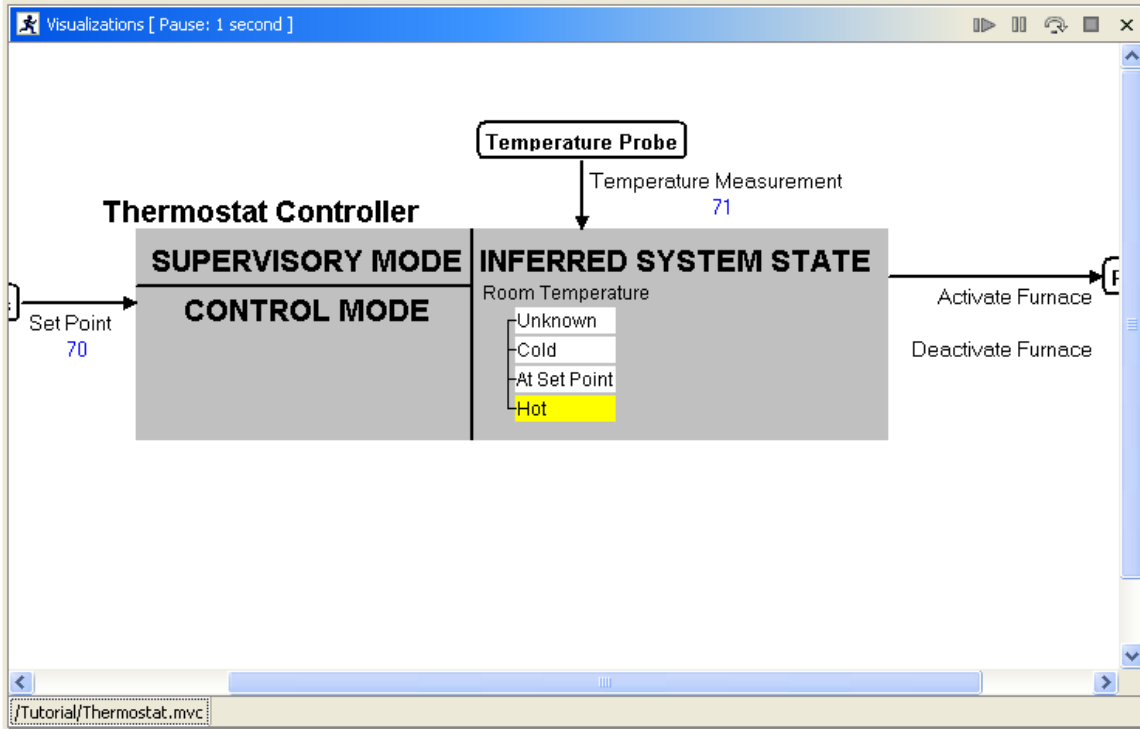 Visualizations [ Pause: 1 second ]
Temperature Probe
Temperature Measurement
71
Thermostat Controller
SUPERVISORY MODE
INFERRED SYSTEM STATE
CONTROL MODE
Room Temperature
Unknown
Cold
At Set Point
Hot
Set Point
70
Activate Furnace
Deactivate Furnace
/Tutorial/Thermostat.mvc